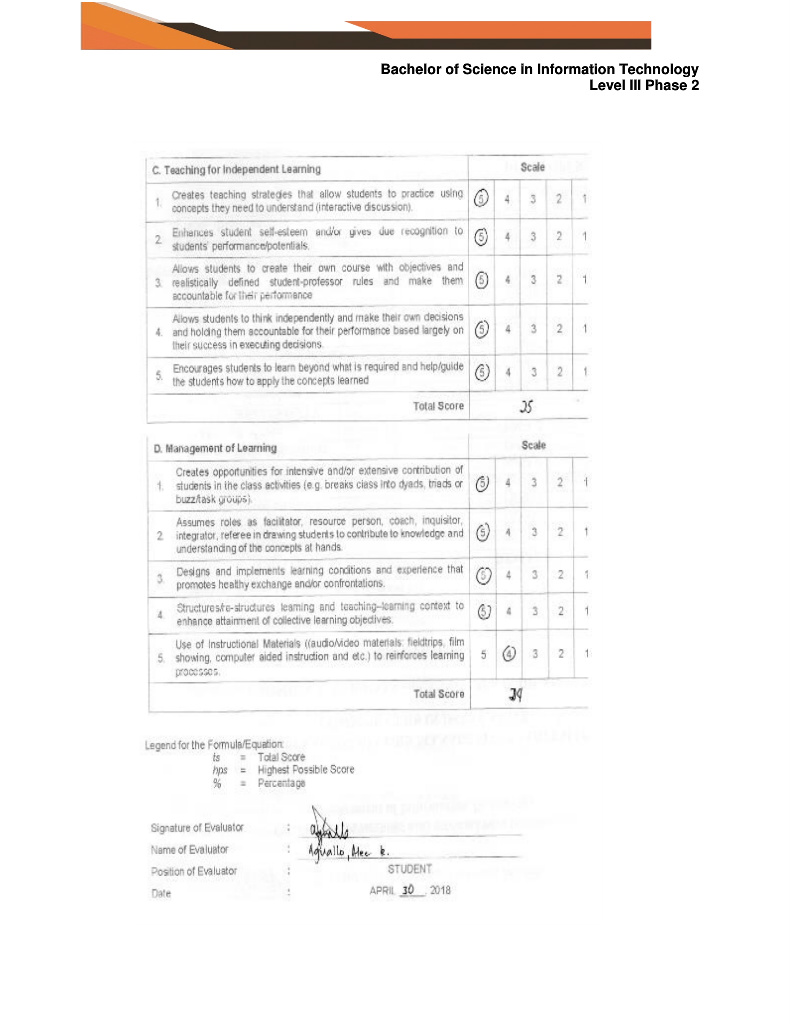 Bachelor of Science in Information Technology
Level III Phase 2
C. Teaching for Independent Learning Scale
1. Creates teaching strategies that allow students to practice using 5 4 3 2 1
concepts they need to understand (interactive discussion).
2. Enhances student self-esteem and/or gives due recognition to 5 4 3 2 1
students' performance/potentials.
3. Allows students to create their own course with objectives and 5 4 3 2 1
realistically defined student-professor rules and make them
accountable for their performance
4. Allows students to think independently and make their own decisions 5 4 3 2 1
and holding them accountable for their performance based largely on
their success in executing decisions.
5. Encourages students to learn beyond what is required and help/guide 5 4 3 2 1
the students how to apply the concepts learned
Total Score 25
D. Management of Learning Scale
1. Creates opportunities for intensive and/or extensive contribution of 5 4 3 2 1
students in the class activities (e.g. breaks class into dyads, triads or
buzz/task groups).
2. Assumes roles as facilitator, resource person, coach, inquisitor, 5 4 3 2 1
integrator, referee in drawing students to contribute to knowledge and
understanding of the concepts at hands.
3. Designs and implements learning conditions and experience that 5 4 3 2 1
promotes healthy exchange and/or confrontations.
4. Structures/re-structures learning and teaching-learning context to 5 4 3 2 1
enhance attainment of collective learning objectives.
5. Use of Instructional Materials ((audio/video materials: fieldtrips, film 5 4 3 2 1
showing, computer aided instruction and etc.) to reinforces learning
processes.
Total Score 24
Legend for the Formula/Equation:
ts = Total Score
hps = Highest Possible Score
% = Percentage
Signature of Evaluator :
Name of Evaluator : Aguallo, Alec K.
Position of Evaluator : STUDENT
Date : APRIL 30, 2018